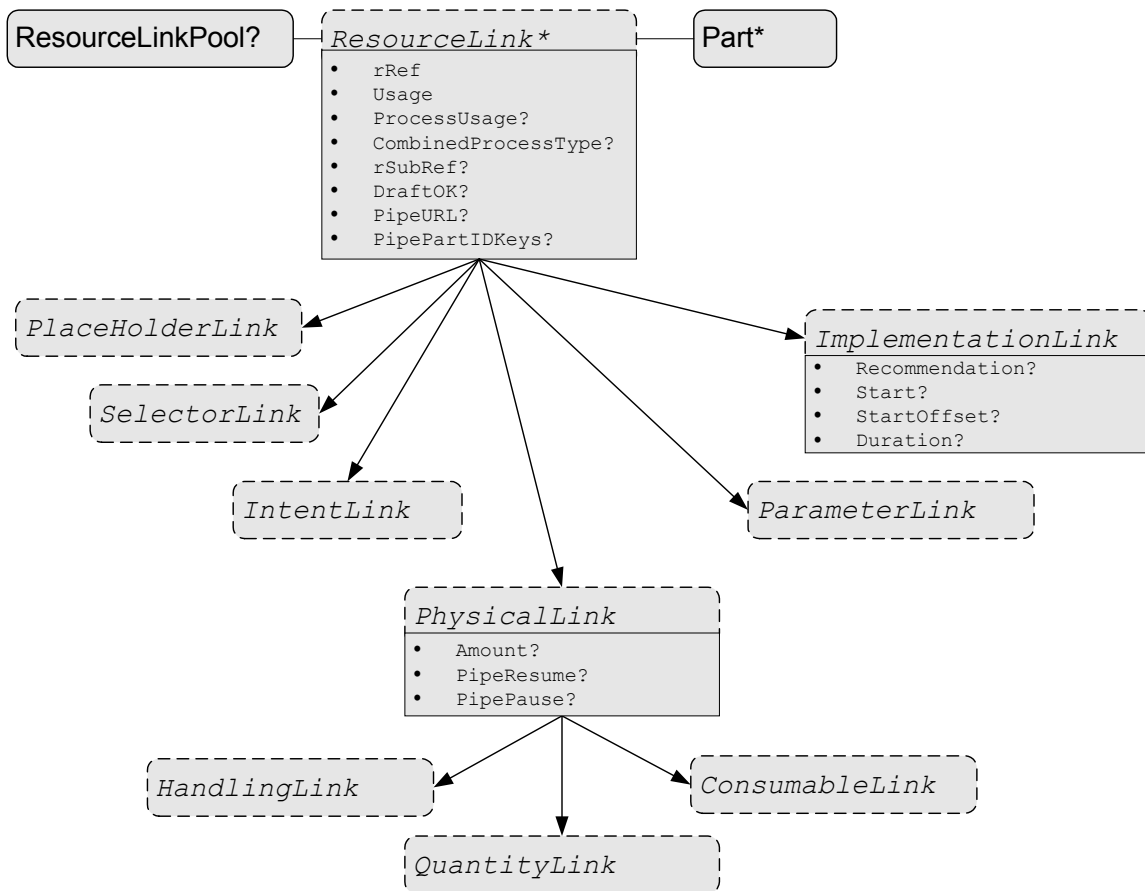 ResourceLinkPool?
ResourceLink*
Part*
• rRef
• Usage
• ProcessUsage?
• CombinedProcessType?
• rSubRef?
• DraftOK?
• PipeURL?
• PipePartIDKeys?
PlaceHolderLink
ImplementationLink
• Recommendation?
• Start?
• StartOffset?
• Duration?
SelectorLink
IntentLink
ParameterLink
PhysicalLink
• Amount?
• PipeResume?
• PipePause?
HandlingLink
ConsumableLink
QuantityLink